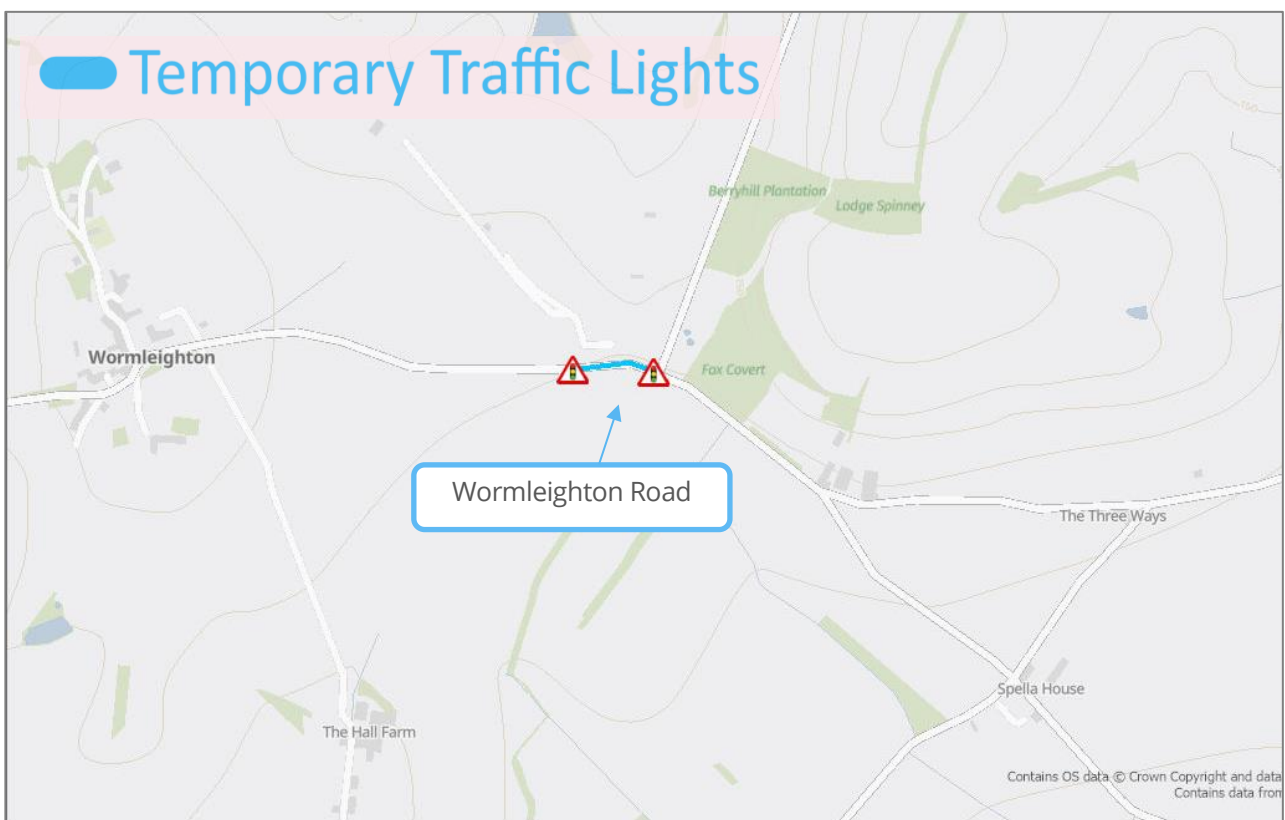 Temporary Traffic Lights
150
Berryhill Plantation
Lodge Spinney
Wormleighton
Fox Covert
Wormleighton Road
The Three Ways
Spella House
The Hall Farm
Contains OS data © Crown Copyright and data
Contains data from